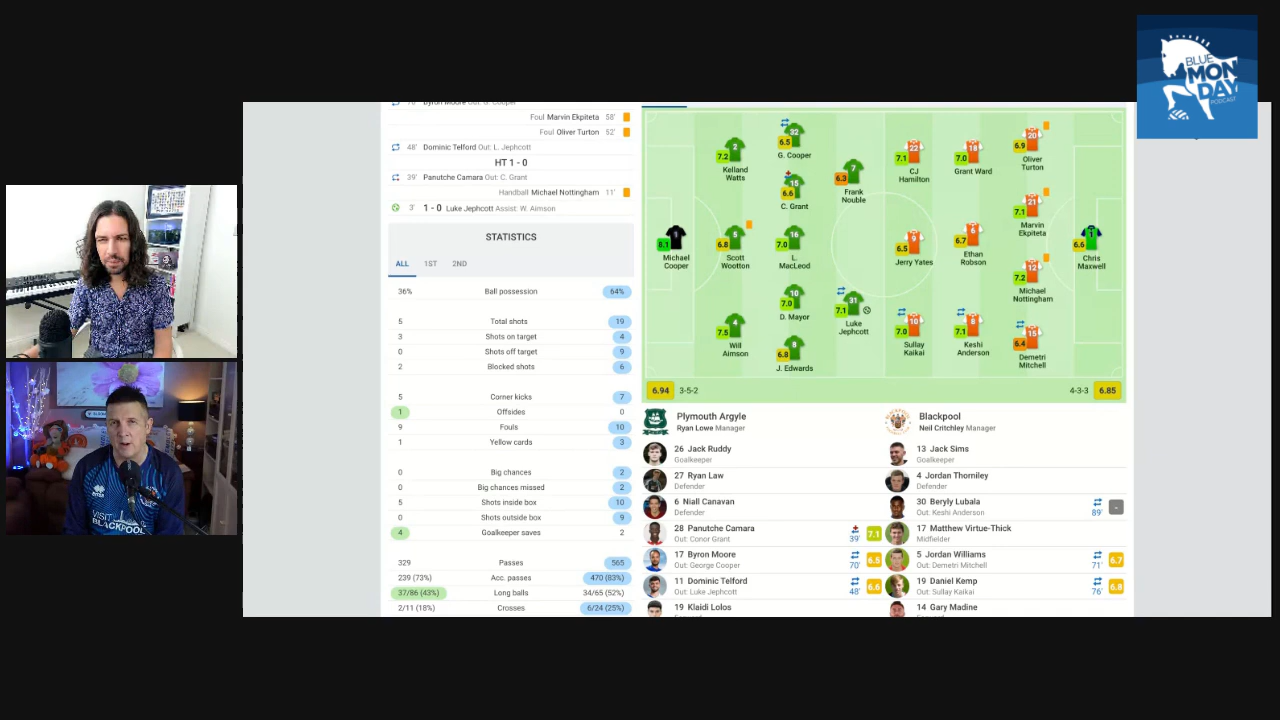 BLUE
MON
DAY
PODCAST
70' Byron Moore Out: G. Cooper
Foul Marvin Ekpiteta 58'
Foul Oliver Turton 52'
48' Dominic Telford Out: L. Jephcott
HT 1 - 0
39' Panutche Camara Out: C. Grant
Handball Michael Nottingham 11'
3' 1 - 0 Luke Jephcott Assist: W. Aimson
STATISTICS
ALL 1ST 2ND
36% Ball possession 64%
5 Total shots 19
3 Shots on target 4
0 Shots off target 9
2 Blocked shots 6
5 Corner kicks 7
1 Offsides 0
9 Fouls 10
1 Yellow cards 3
0 Big chances 2
0 Big chances missed 2
5 Shots inside box 10
0 Shots outside box 9
4 Goalkeeper saves 2
329 Passes 565
239 (73%) Acc. passes 470 (83%)
37/86 (43%) Long balls 34/65 (52%)
2/11 (18%) Crosses 6/24 (25%)
1 8.1 Michael Cooper
2 7.2 Kelland Watts
5 6.8 Scott Wootton
4 7.5 Will Aimson
32 6.5 G. Cooper
15 6.6 C. Grant
16 7.0 L. MacLeod
10 7.0 D. Mayor
8 6.8 J. Edwards
7 6.3 Frank Nouble
31 7.1 Luke Jephcott
22 7.1 CJ Hamilton
9 6.5 Jerry Yates
10 7.0 Sullay Kaikai
18 7.0 Grant Ward
6 6.7 Ethan Robson
8 7.1 Keshi Anderson
20 6.9 Oliver Turton
21 7.1 Marvin Ekpiteta
12 7.2 Michael Nottingham
15 6.4 Demetri Mitchell
1 6.6 Chris Maxwell
6.94 3-5-2
4-3-3 6.85
Plymouth Argyle
Ryan Lowe Manager
26 Jack Ruddy
Goalkeeper
27 Ryan Law
Defender
6 Niall Canavan
Defender
28 Panutche Camara
Out: Conor Grant
39' 7.1
17 Byron Moore
Out: George Cooper
70' 6.5
11 Dominic Telford
Out: Luke Jephcott
48' 6.6
19 Klaidi Lolos
Blackpool
Neil Critchley Manager
13 Jack Sims
Goalkeeper
4 Jordan Thorniley
Defender
30 Beryly Lubala
Out: Keshi Anderson
89' -
17 Matthew Virtue-Thick
Midfielder
5 Jordan Williams
Out: Demetri Mitchell
71' 6.7
19 Daniel Kemp
Out: Sullay Kaikai
76' 6.8
14 Gary Madine
errea
VISIT
BLACKPOOL